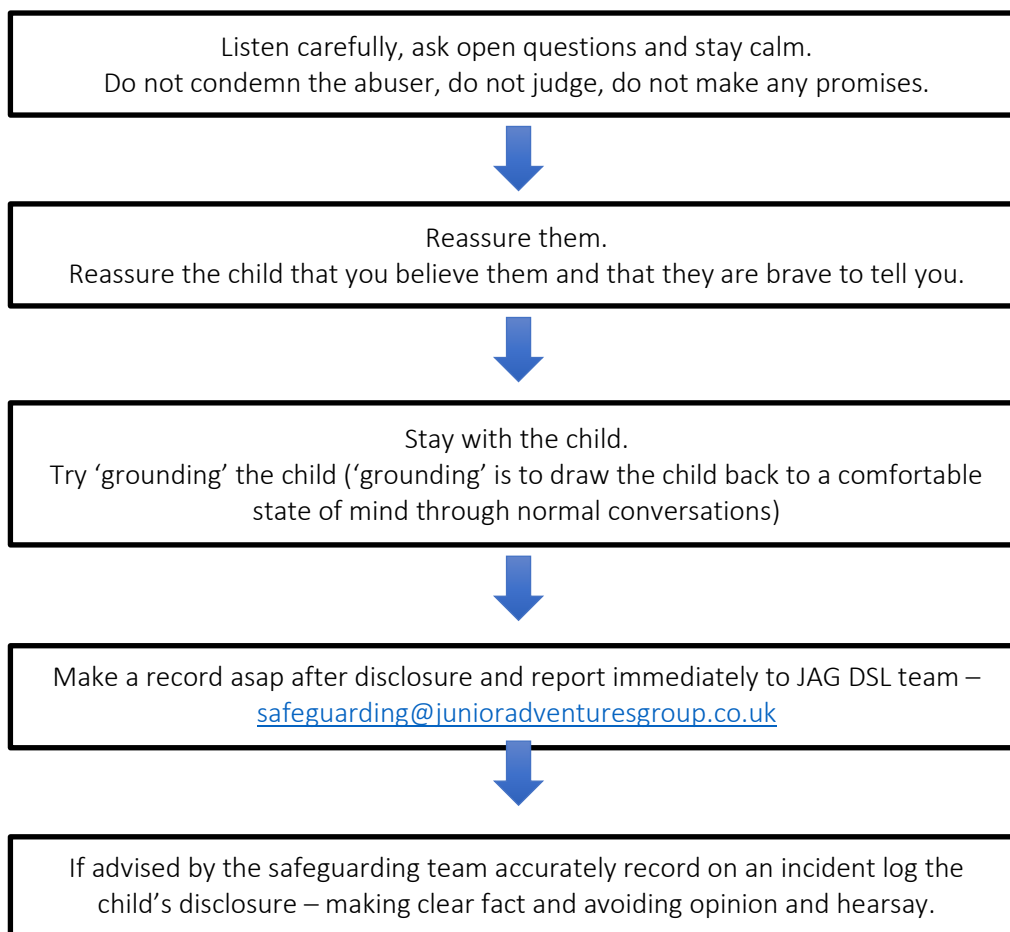 Listen carefully, ask open questions and stay calm.
Do not condemn the abuser, do not judge, do not make any promises.
Reassure them.
Reassure the child that you believe them and that they are brave to tell you.
Stay with the child.
Try ‘grounding’ the child (‘grounding’ is to draw the child back to a comfortable
state of mind through normal conversations)
Make a record asap after disclosure and report immediately to JAG DSL team –
safeguarding@junioradventuresgroup.co.uk
If advised by the safeguarding team accurately record on an incident log the
child’s disclosure – making clear fact and avoiding opinion and hearsay.